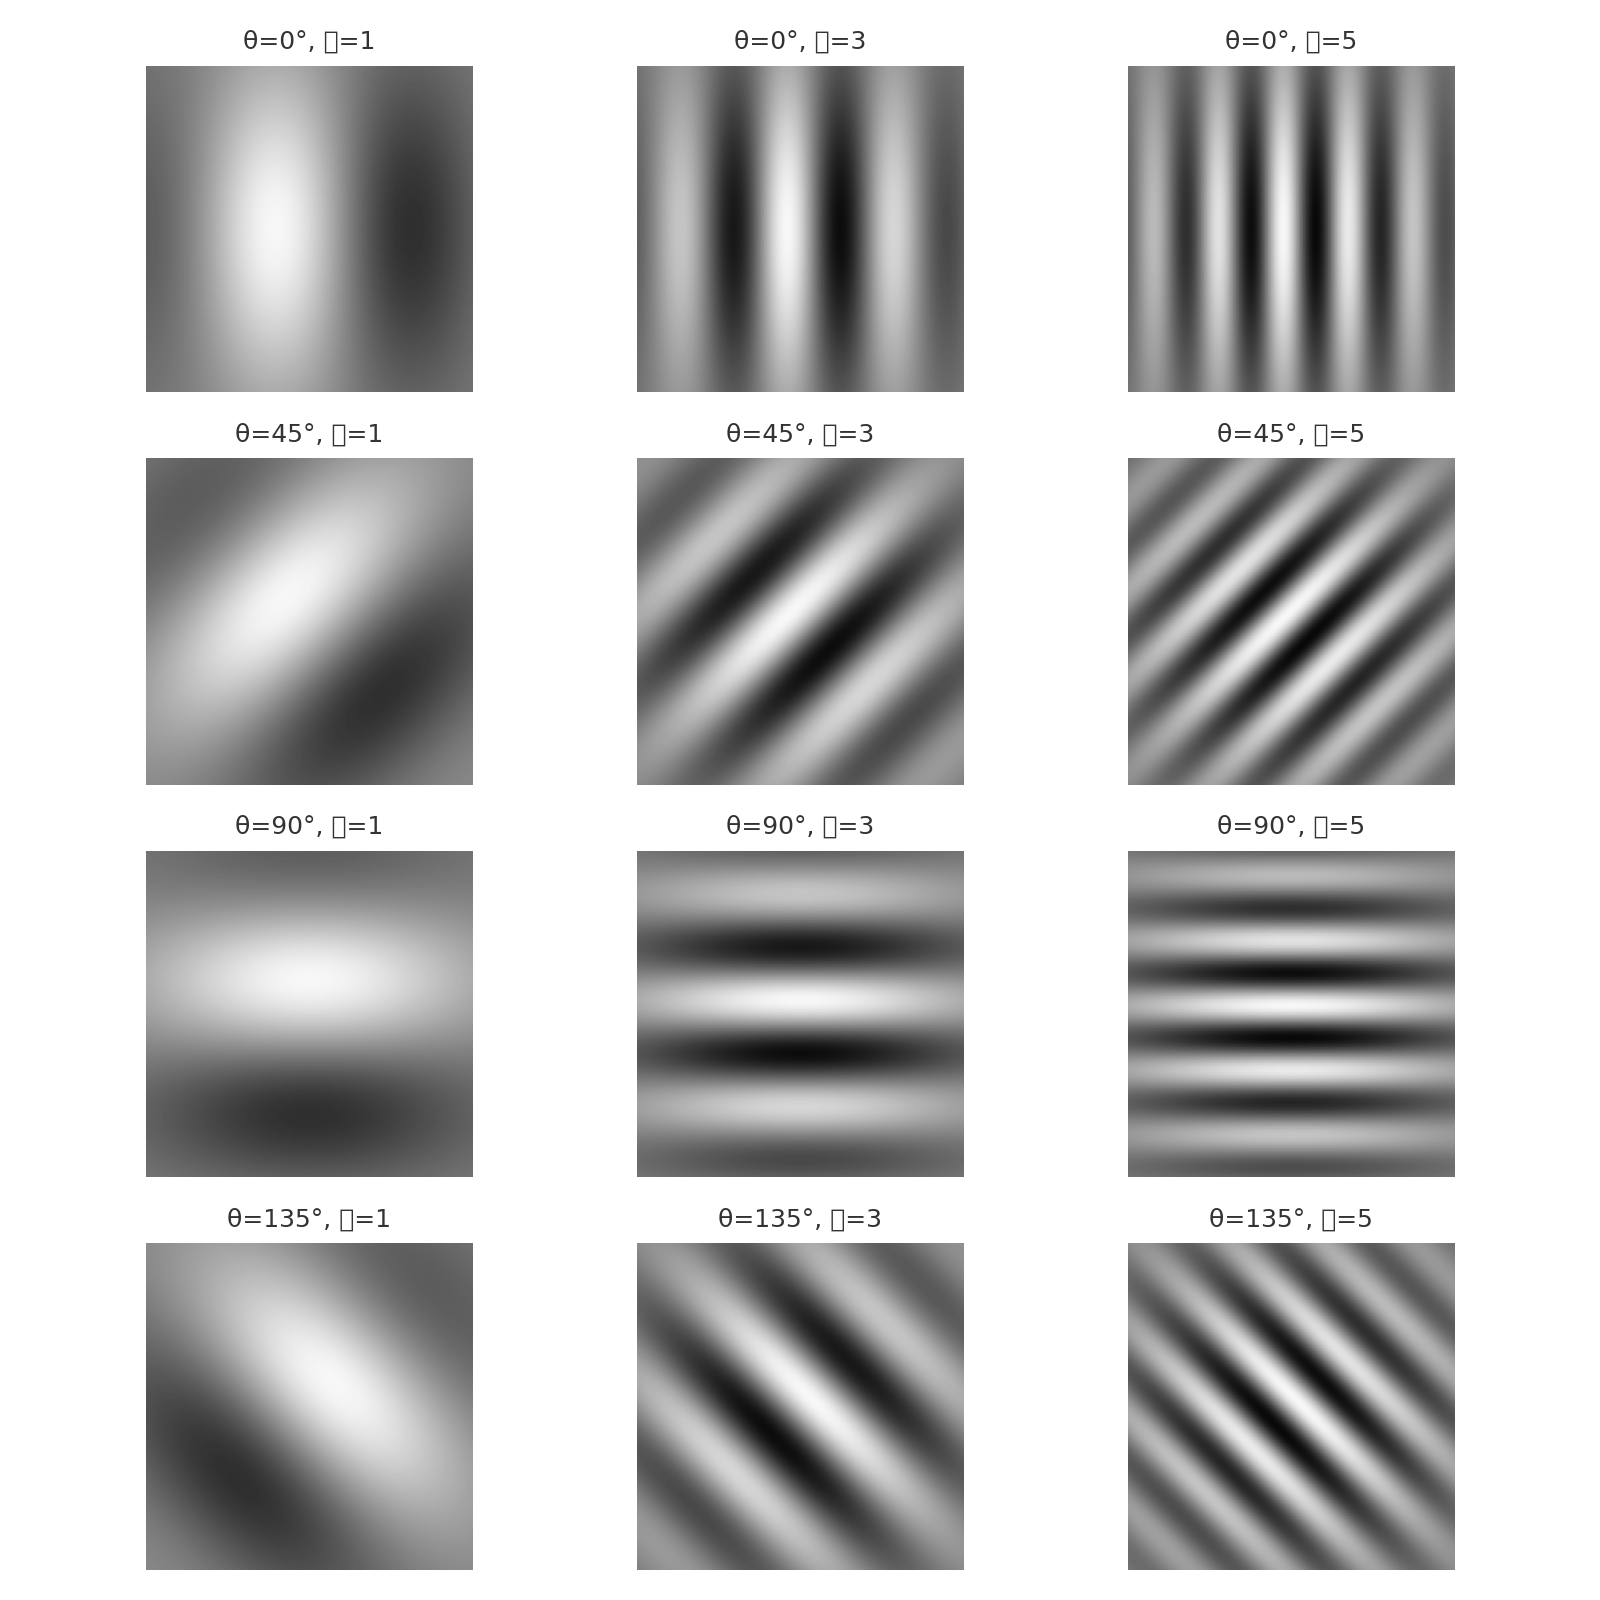 θ=0°, ▯=1
θ=0°, ▯=3
θ=0°, ▯=5
θ=45°, ▯=1
θ=45°, ▯=3
θ=45°, ▯=5
θ=90°, ▯=1
θ=90°, ▯=3
θ=90°, ▯=5
θ=135°, ▯=1
θ=135°, ▯=3
θ=135°, ▯=5